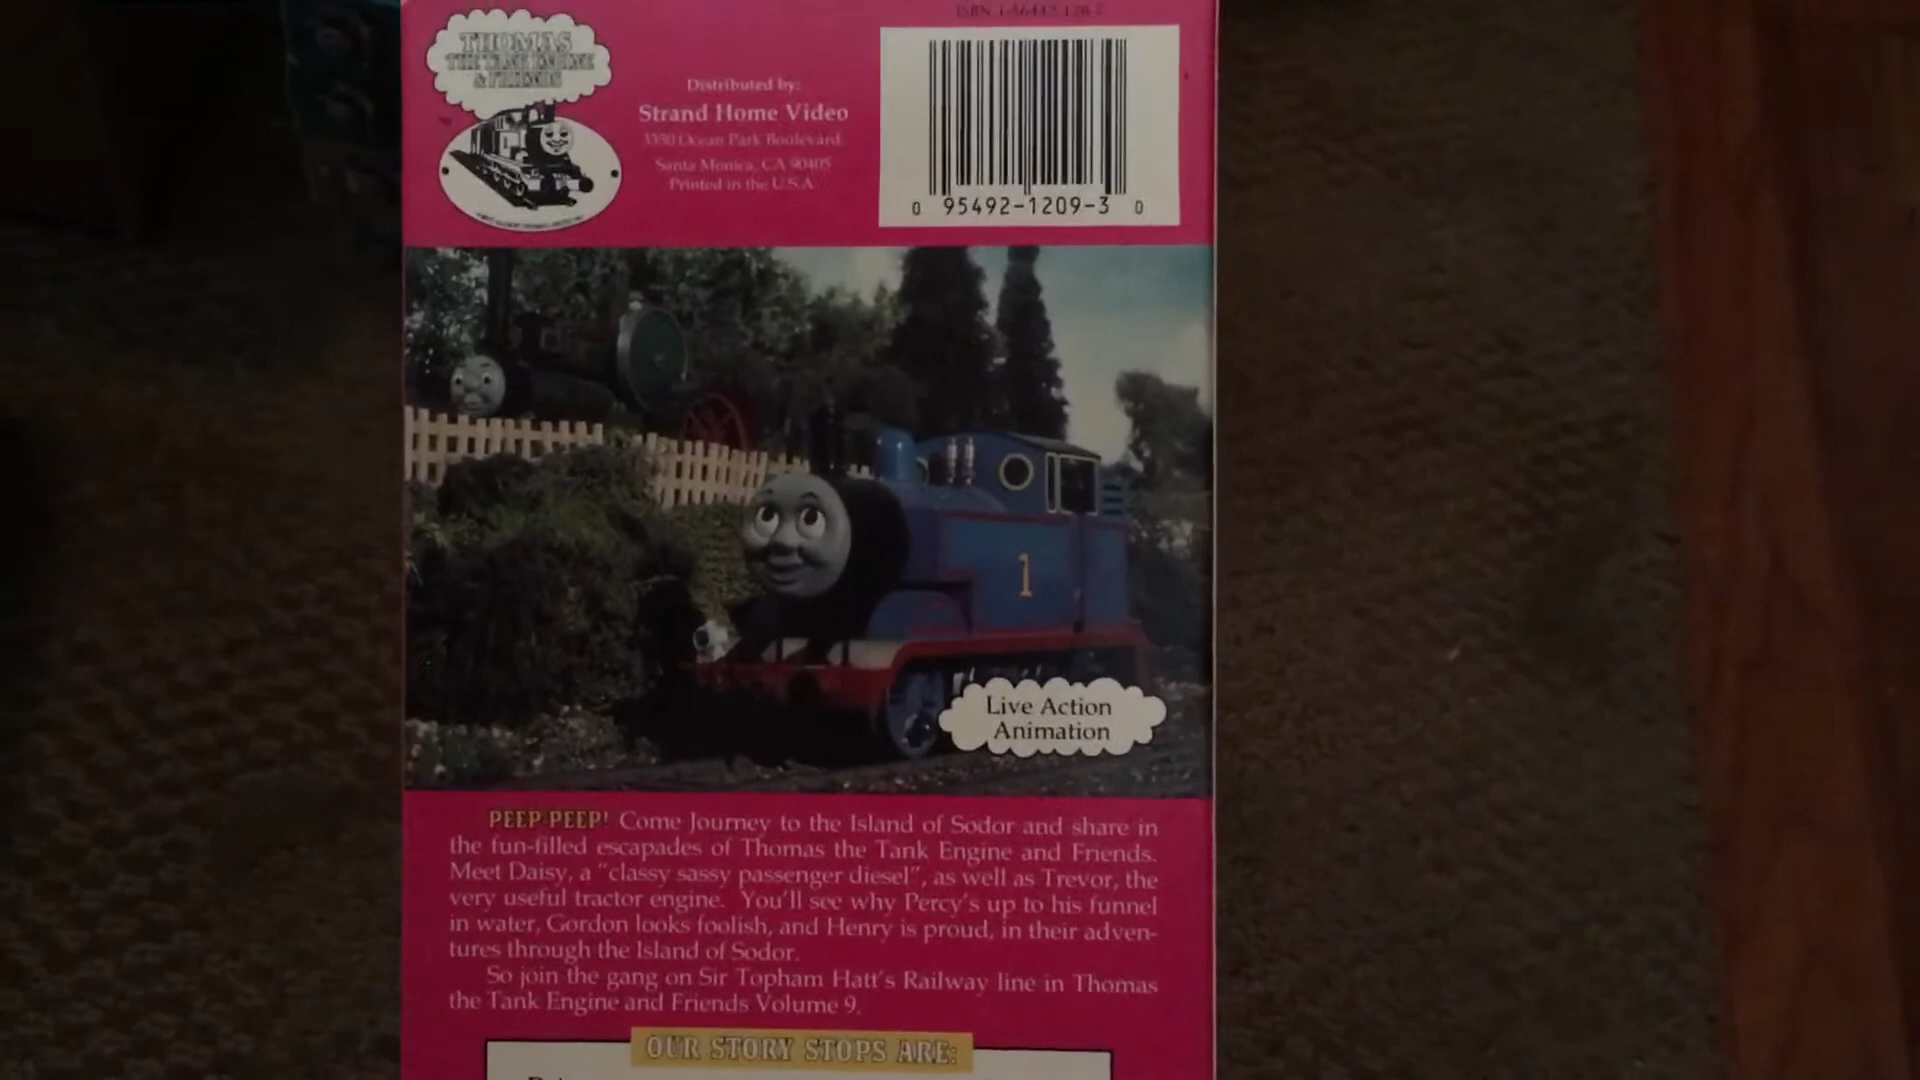 THOMAS
THE TANK ENGINE
& FRIENDS
Distributed by:
Strand Home Video
3350 Ocean Park Boulevard
Santa Monica, CA 90405
Printed in the U.S.A
ISBN
0 95492-1209-3 0
1
Live Action
Animation
PEEP-PEEP! Come Journey to the Island of Sodor and share in
the fun-filled escapades of Thomas the Tank Engine and Friends.
Meet Daisy, a "classy sassy passenger diesel", as well as Trevor, the
very useful tractor engine. You'll see why Percy's up to his funnel
in water, Gordon looks foolish, and Henry is proud, in their adven-
tures through the Island of Sodor.
So join the gang on Sir Topham Hatt's Railway line in Thomas
the Tank Engine and Friends Volume 9.
OUR STORY STOPS ARE: